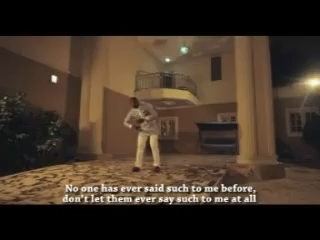 No one has ever said such to me before,
don't let them ever say such to me at all